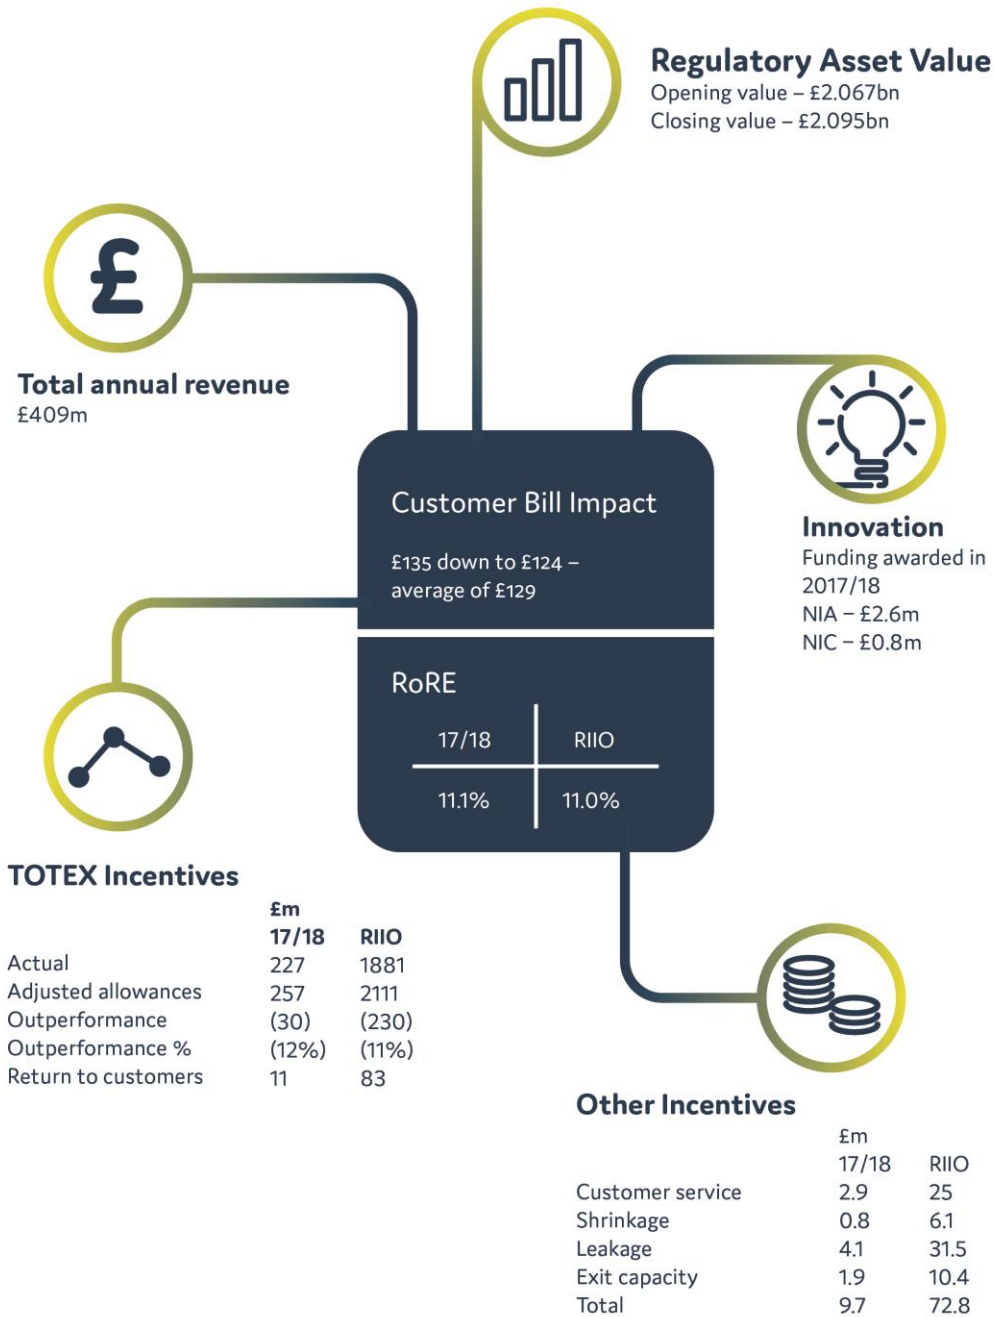 Regulatory Asset Value
Opening value – £2.067bn
Closing value – £2.095bn
£
Total annual revenue
£409m
Innovation
Funding awarded in
2017/18
NIA – £2.6m
NIC – £0.8m
Customer Bill Impact
£135 down to £124 –
average of £129
RoRE
17/18 RIIO
11.1% 11.0%
TOTEX Incentives
£m
17/18 RIIO
Actual 227 1881
Adjusted allowances 257 2111
Outperformance (30) (230)
Outperformance % (12%) (11%)
Return to customers 11 83
Other Incentives
£m
17/18 RIIO
Customer service 2.9 25
Shrinkage 0.8 6.1
Leakage 4.1 31.5
Exit capacity 1.9 10.4
Total 9.7 72.8